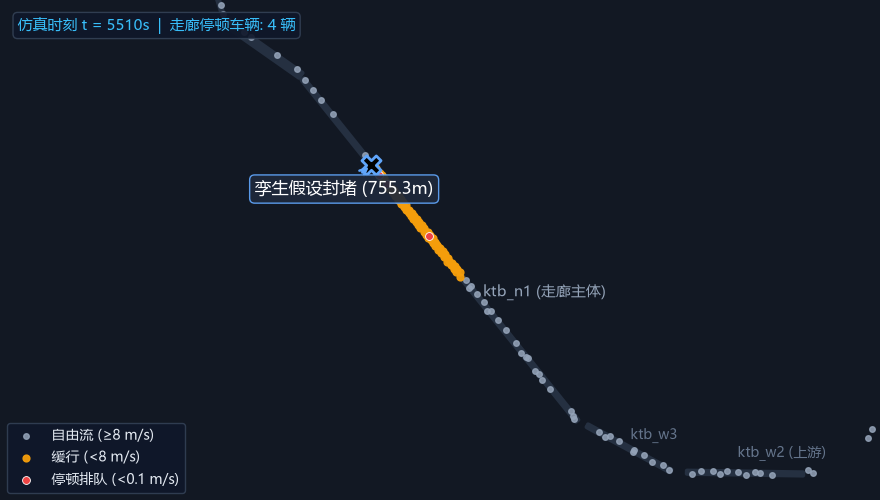 仿真时刻 t = 5510s | 走廊停顿车辆: 4 辆
孪生假设封堵 (755.3m)
ktb_n1 (走廊主体)
ktb_w3
ktb_w2 (上游)
自由流 (≥8 m/s)
缓行 (<8 m/s)
停顿排队 (<0.1 m/s)